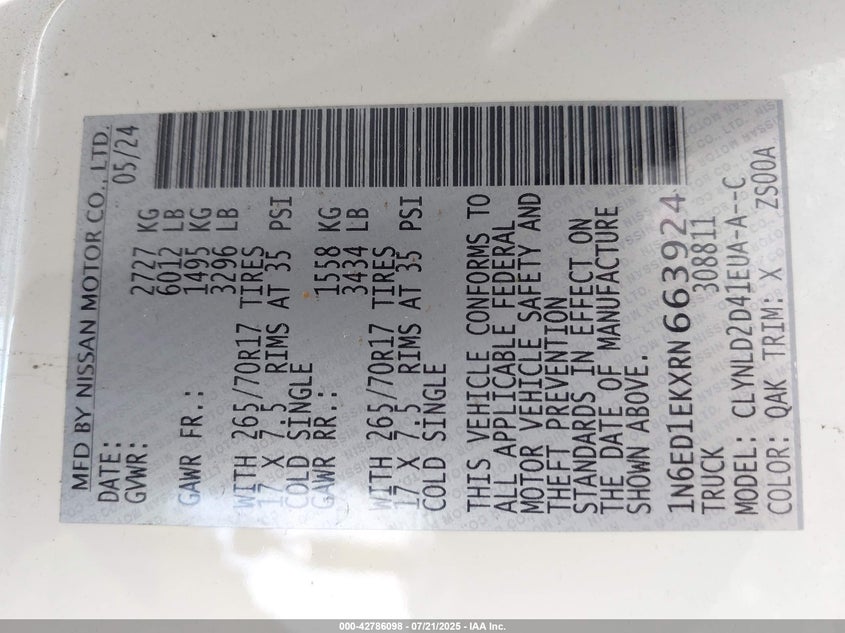 MFD BY NISSAN MOTOR CO., LTD.
DATE: 05/24
GVWR: 2727 KG
6012 LB
GAWR FR.: 1495 KG
3296 LB
WITH 265/70R17 TIRES
17 X 7.5 RIMS AT 35 PSI
COLD SINGLE
GAWR RR.: 1558 KG
3434 LB
WITH 265/70R17 TIRES
17 X 7.5 RIMS AT 35 PSI
COLD SINGLE
THIS VEHICLE CONFORMS TO
ALL APPLICABLE FEDERAL
MOTOR VEHICLE SAFETY AND
THEFT PREVENTION
STANDARDS IN EFFECT ON
THE DATE OF MANUFACTURE
SHOWN ABOVE.
1N6ED1EKXRN663924
TRUCK 308811
MODEL: CLYNLD2D41EUA-A--C
COLOR: QAK TRIM: X ZS00A
000-42786098 - 07/21/2025 - IAA Inc.